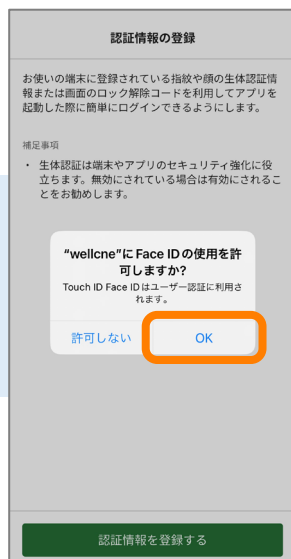 認証情報の登録
お使いの端末に登録されている指紋や顔の生体認証情
報または画面のロック解除コードを利用してアプリを
起動した際に簡単にログインできるようにします。
補足事項
・ 生体認証は端末やアプリのセキュリティ強化に役
立ちます。無効にされている場合は有効にされるこ
とをお勧めします。
“wellcne”にFace IDの使用を許
可しますか?
Touch ID Face IDはユーザー認証に利用さ
れます。
許可しない OK
認証情報を登録する